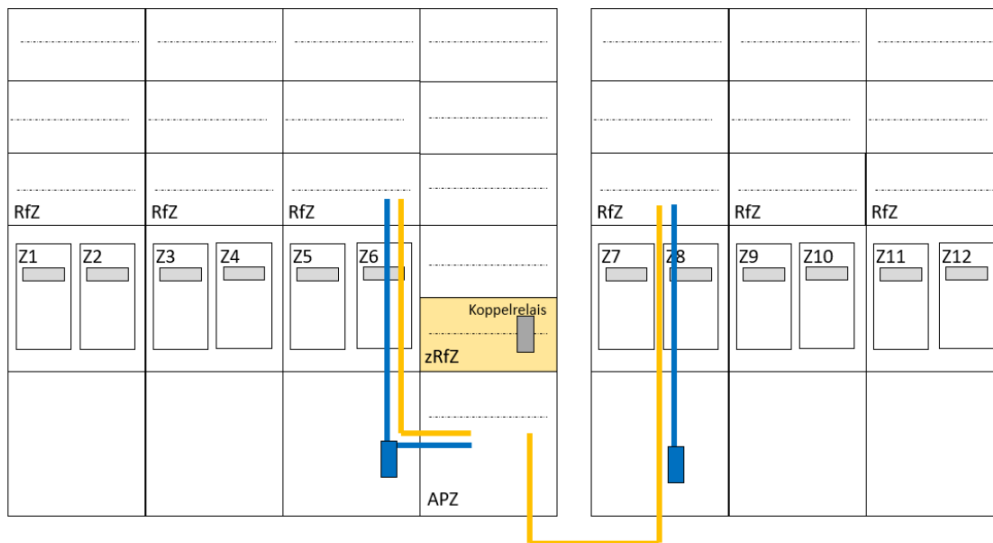 RfZ RfZ RfZ RfZ RfZ RfZ
Z1 Z2 Z3 Z4 Z5 Z6 Z7 Z8 Z9 Z10 Z11 Z12
Koppelrelais
zRfZ
APZ